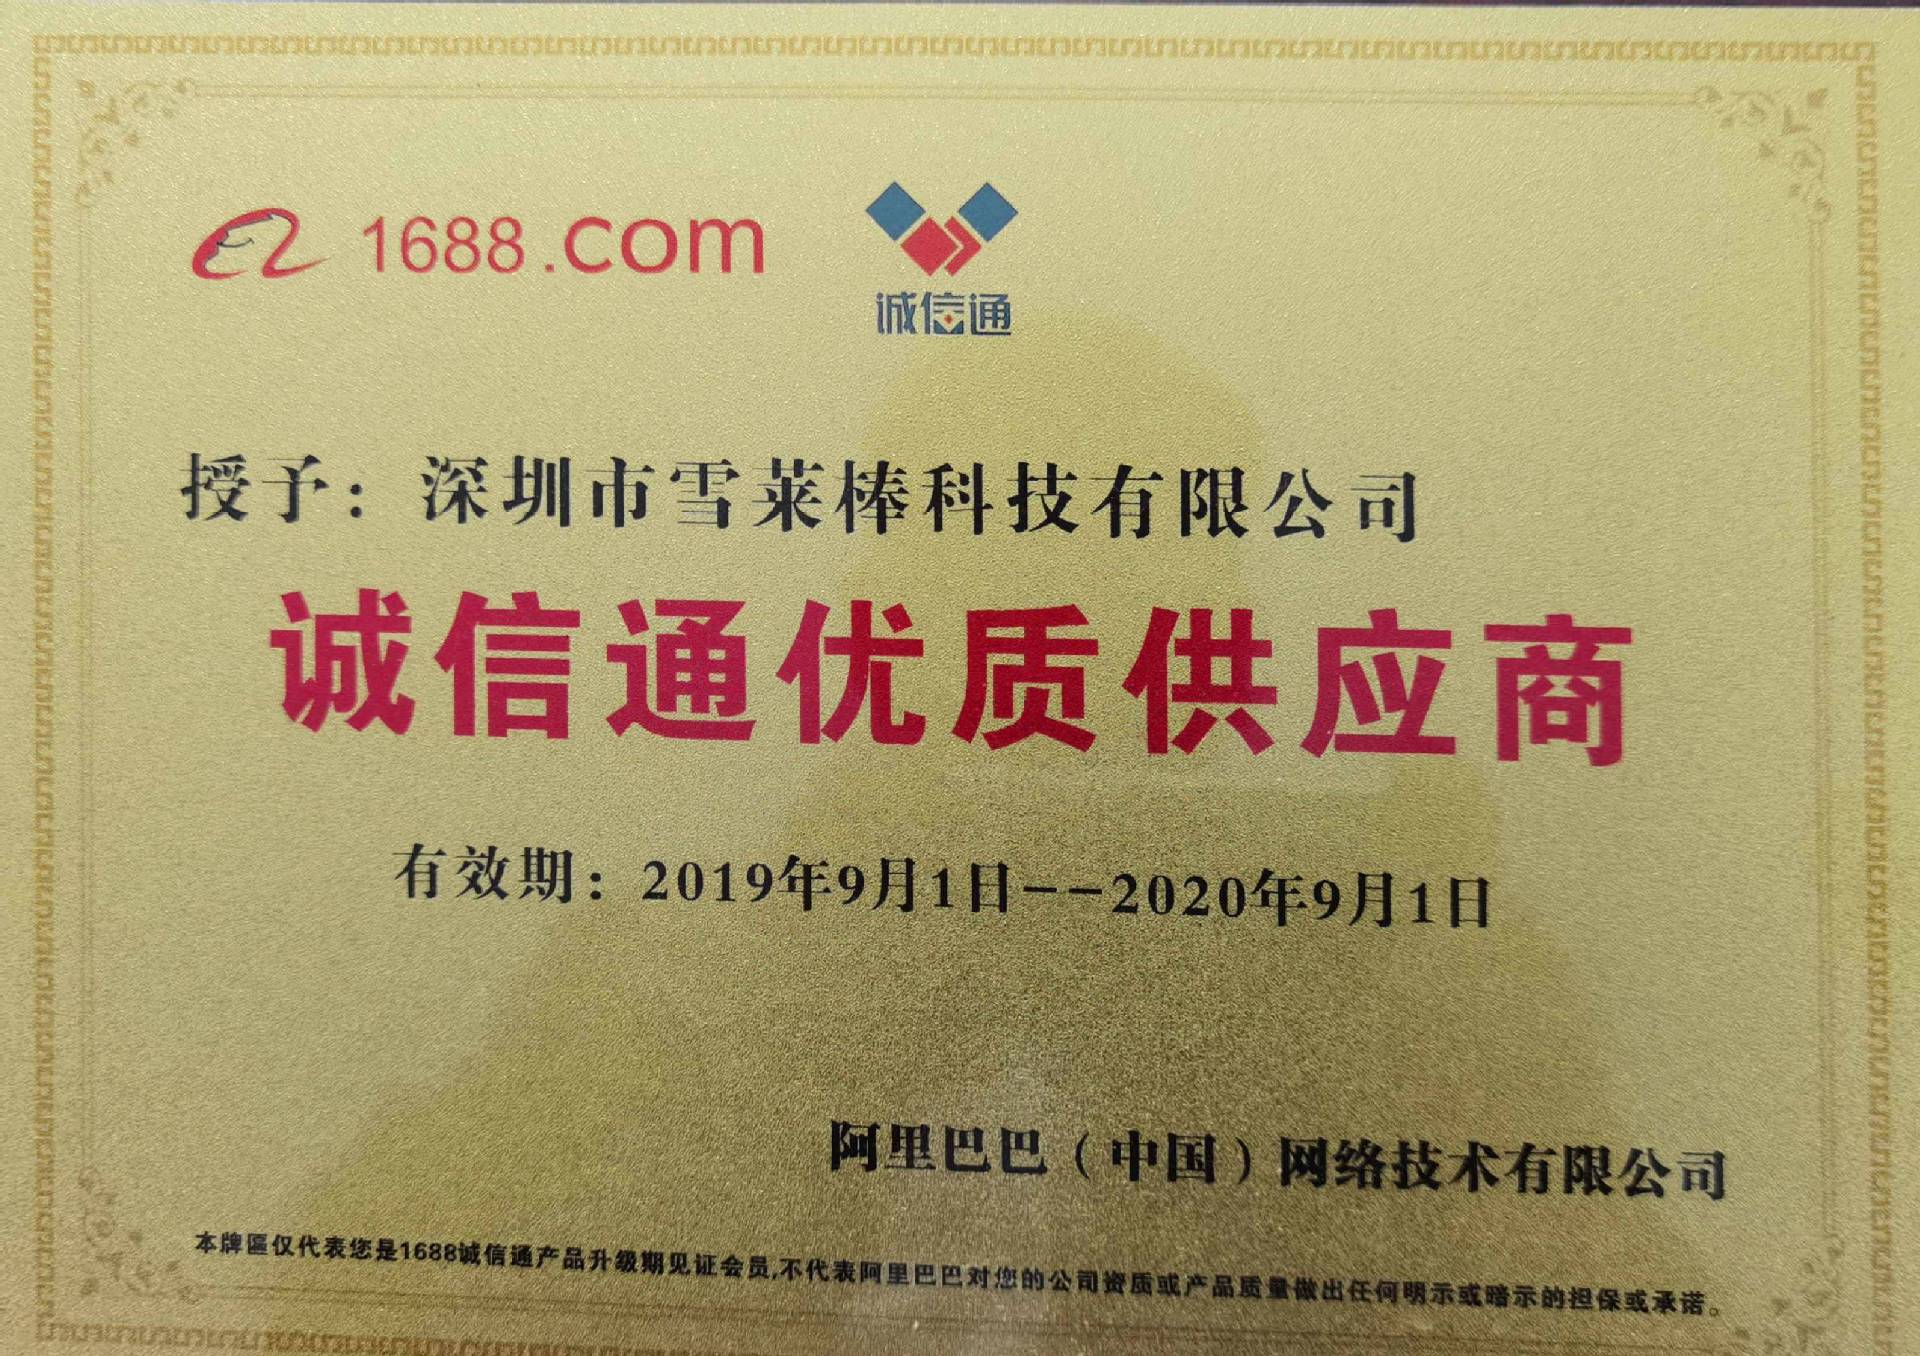 1688.com
诚信通
授予：深圳市雪莱棒科技有限公司
诚信通优质供应商
有效期：2019年9月1日--2020年9月1日
阿里巴巴（中国）网络技术有限公司
本牌匾仅代表您是1688诚信通产品升级期见证会员,不代表阿里巴巴对您的公司资质或产品质量做出任何明示或暗示的担保或承诺。